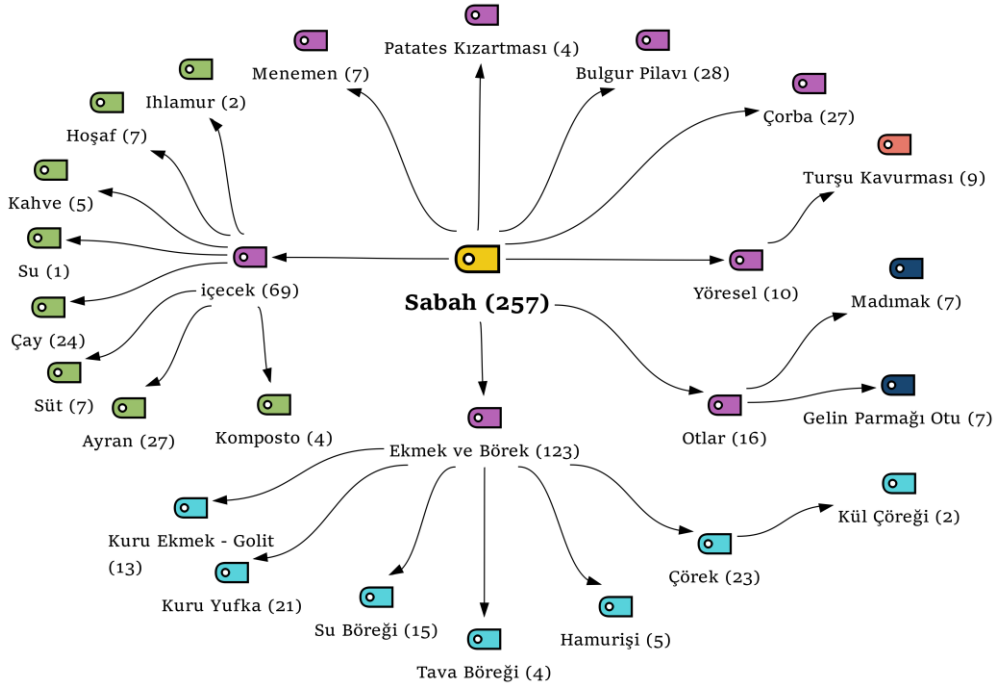 Patates Kızartması (4)
Menemen (7)
Bulgur Pilavı (28)
Ihlamur (2)
Çorba (27)
Hoşaf (7)
Turşu Kavurması (9)
Kahve (5)
Su (1)
içecek (69)
Sabah (257)
Yöresel (10)
Madımak (7)
Çay (24)
Süt (7)
Ayran (27)
Komposto (4)
Otlar (16)
Gelin Parmağı Otu (7)
Ekmek ve Börek (123)
Kül Çöreği (2)
Kuru Ekmek - Golit
(13)
Çörek (23)
Kuru Yufka (21)
Su Böreği (15)
Hamurişi (5)
Tava Böreği (4)